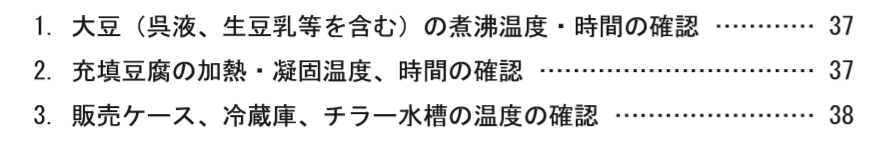 1. 大豆（呉液、生豆乳等を含む）の煮沸温度・時間の確認 ………… 37
2. 充填豆腐の加熱・凝固温度、時間の確認 …………………………… 37
3. 販売ケース、冷蔵庫、チラー水槽の温度の確認 …………………… 38